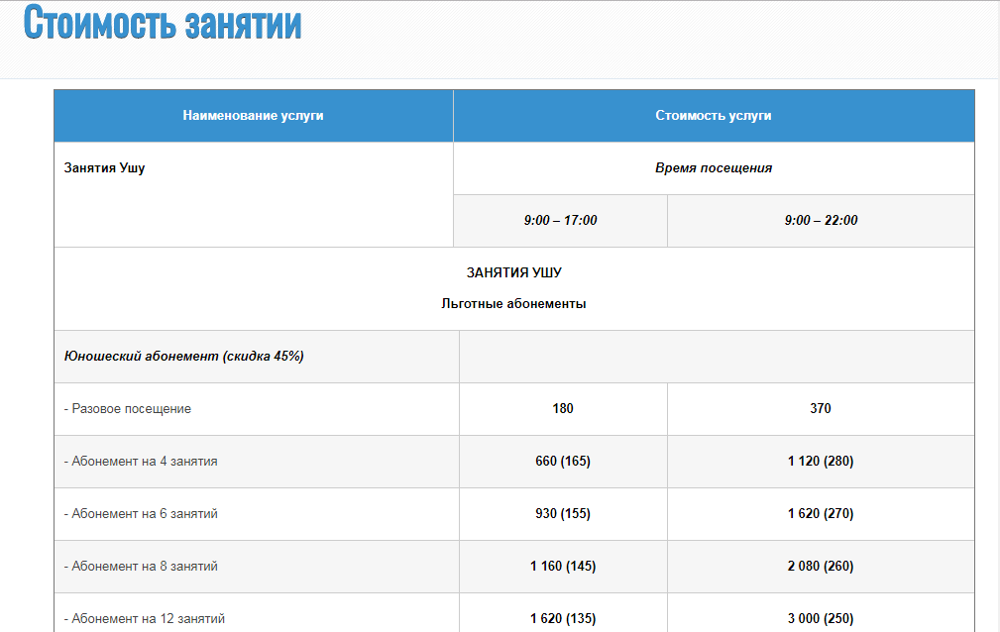 Стоимость занятии
Наименование услуги Стоимость услуги
Занятия Ушу Время посещения
9:00 – 17:00 9:00 – 22:00
ЗАНЯТИЯ УШУ
Льготные абонементы
Юношеский абонемент (скидка 45%)
- Разовое посещение 180 370
- Абонемент на 4 занятия 660 (165) 1 120 (280)
- Абонемент на 6 занятий 930 (155) 1 620 (270)
- Абонемент на 8 занятий 1 160 (145) 2 080 (260)
- Абонемент на 12 занятий 1 620 (135) 3 000 (250)